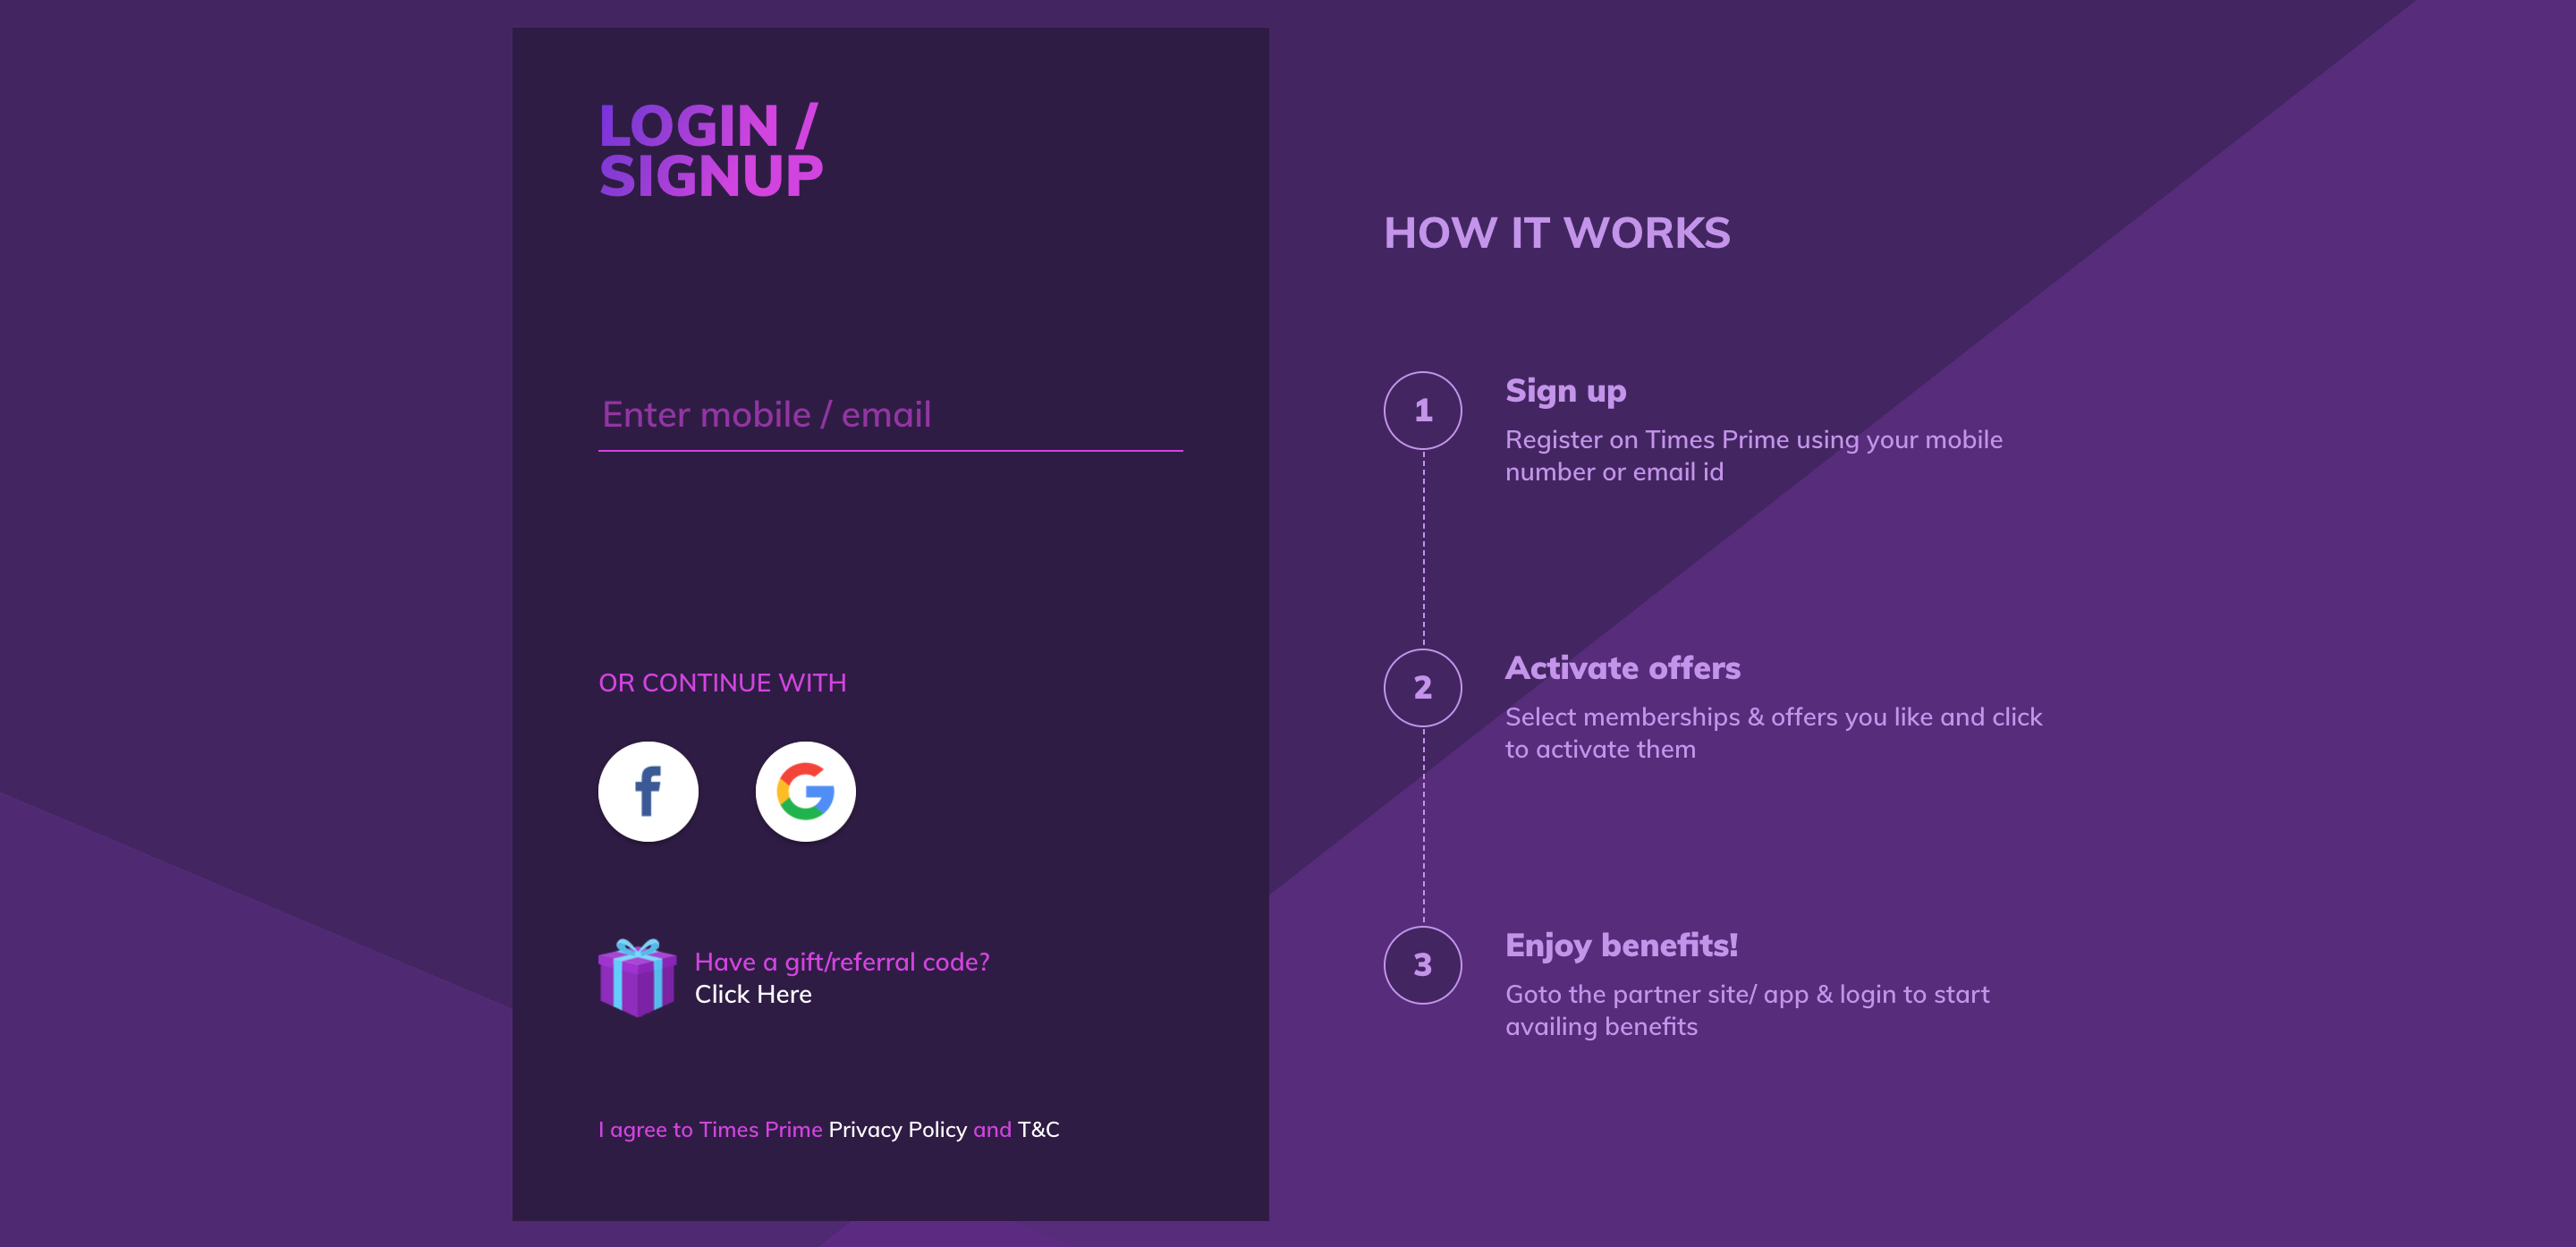 LOGIN /
SIGNUP
Enter mobile / email
OR CONTINUE WITH
f
G
Have a gift/referral code?
Click Here
I agree to Times Prime Privacy Policy and T&C
HOW IT WORKS
1
Sign up
Register on Times Prime using your mobile
number or email id
2
Activate offers
Select memberships & offers you like and click
to activate them
3
Enjoy benefits!
Goto the partner site/ app & login to start
availing benefits